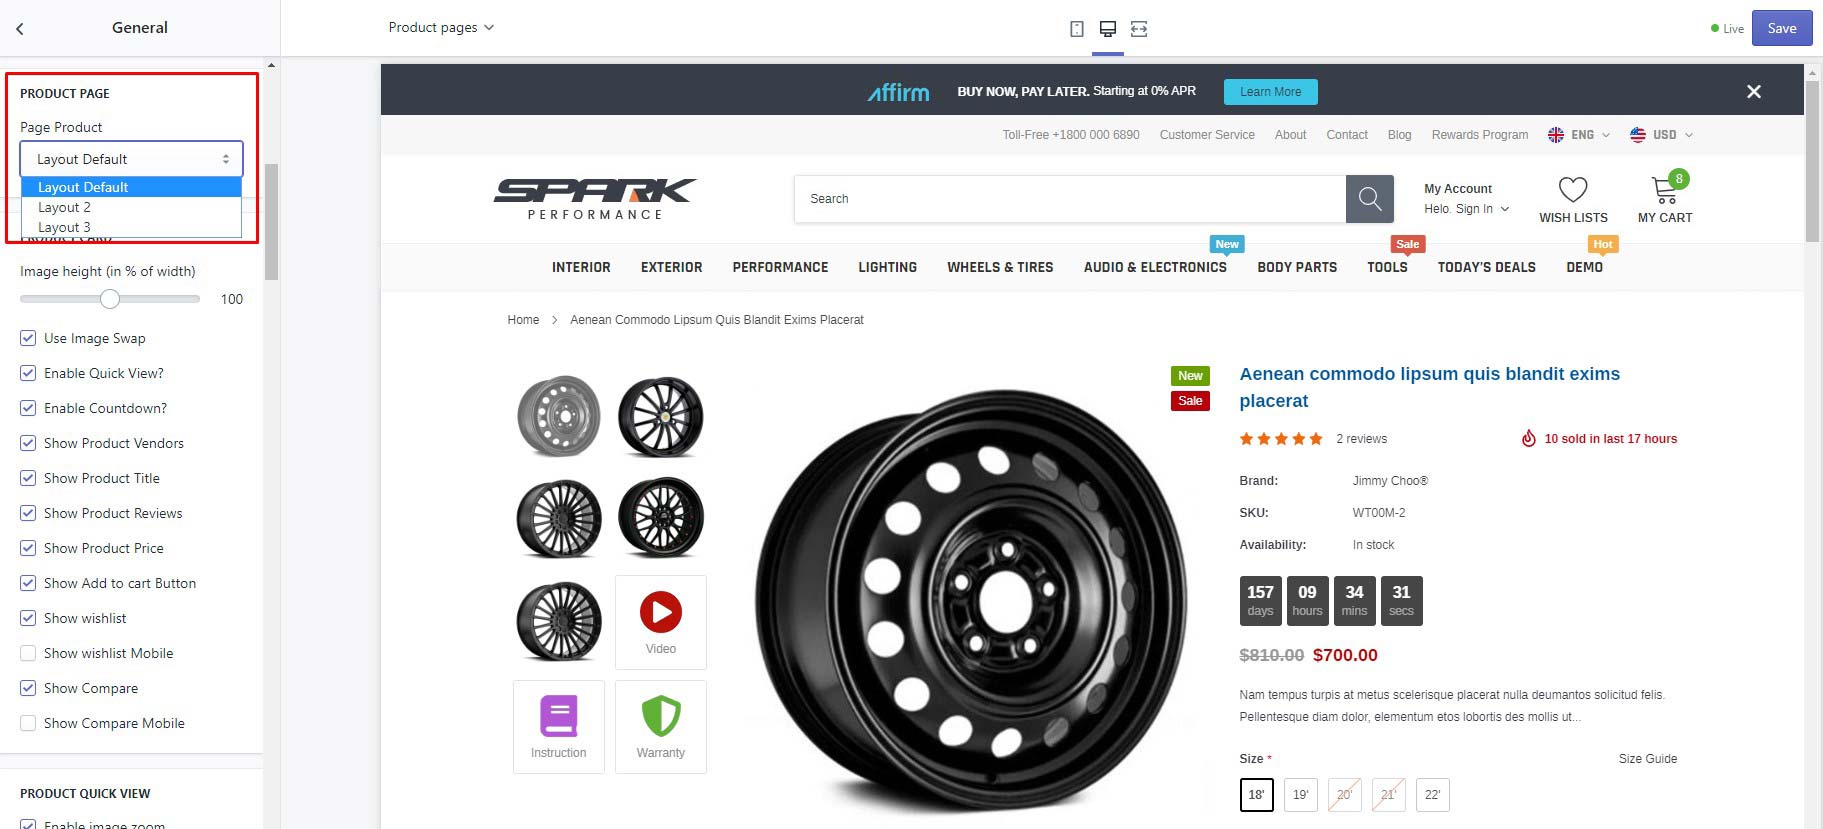 General
Product pages
Live
Save
PRODUCT PAGE
Page Product
Layout Default
Layout Default
Layout 2
Layout 3
PRODUCT CARD
Image height (in % of width)
100
Use Image Swap
Enable Quick View?
Enable Countdown?
Show Product Vendors
Show Product Title
Show Product Reviews
Show Product Price
Show Add to cart Button
Show wishlist
Show wishlist Mobile
Show Compare
Show Compare Mobile
PRODUCT QUICK VIEW
Enable image zoom
affirm BUY NOW, PAY LATER. Starting at 0% APR Learn More
Toll-Free +1800 000 6890 Customer Service About Contact Blog Rewards Program ENG USD
SPARK
PERFORMANCE
Search
My Account
Helo. Sign In
WISH LISTS
8
MY CART
New
Sale
Hot
INTERIOR EXTERIOR PERFORMANCE LIGHTING WHEELS & TIRES AUDIO & ELECTRONICS BODY PARTS TOOLS TODAY'S DEALS DEMO
Home > Aenean Commodo Lipsum Quis Blandit Exims Placerat
Video
Instruction
Warranty
New
Sale
Aenean commodo lipsum quis blandit exims
placerat
2 reviews
10 sold in last 17 hours
Brand: Jimmy Choo®
SKU: WT00M-2
Availability: In stock
157 09 34 31
days hours mins secs
$810.00 $700.00
Nam tempus turpis at metus scelerisque placerat nulla deumantos solicitud felis.
Pellentesque diam dolor, elementum etos lobortis des mollis ut...
Size *
Size Guide
18' 19' 20' 21' 22'